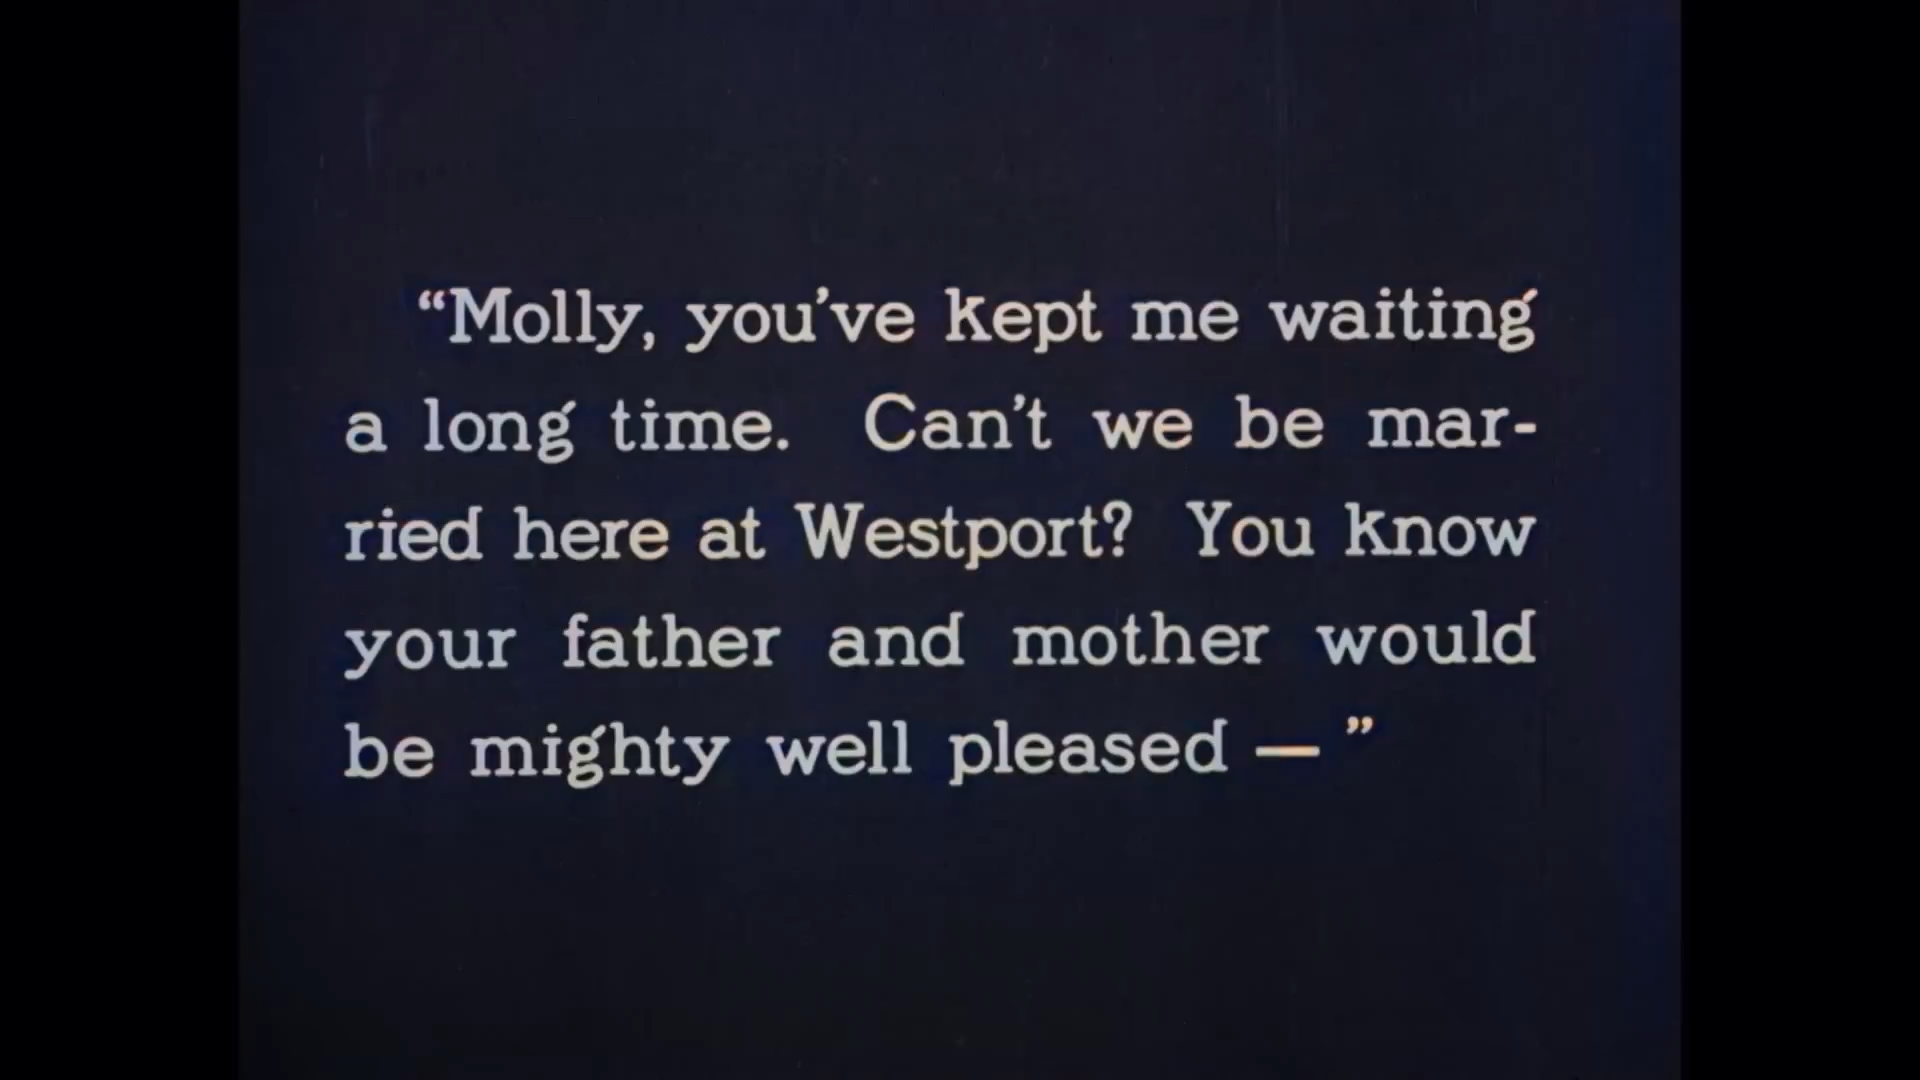 “Molly, you’ve kept me waiting
a long time. Can’t we be mar-
ried here at Westport? You know
your father and mother would
be mighty well pleased — ”